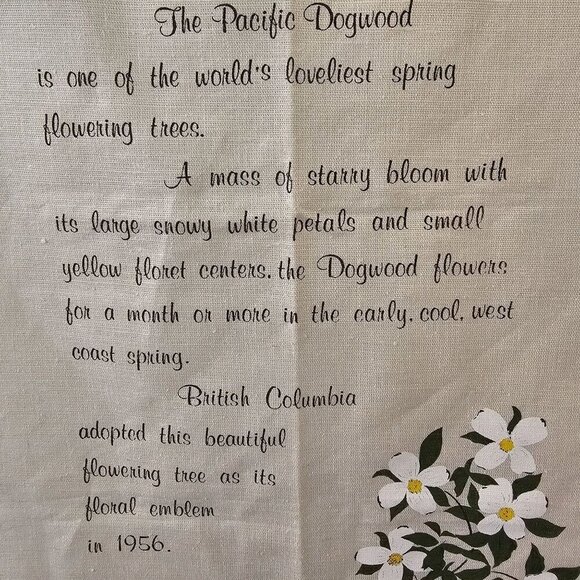 The Pacific Dogwood
is one of the world's loveliest spring
flowering trees.
A mass of starry bloom with
its large snowy white petals and small
yellow floret centers. the Dogwood flowers
for a month or more in the early. cool. west
coast spring.
British Columbia
adopted this beautiful
flowering tree as its
floral emblem
in 1956.